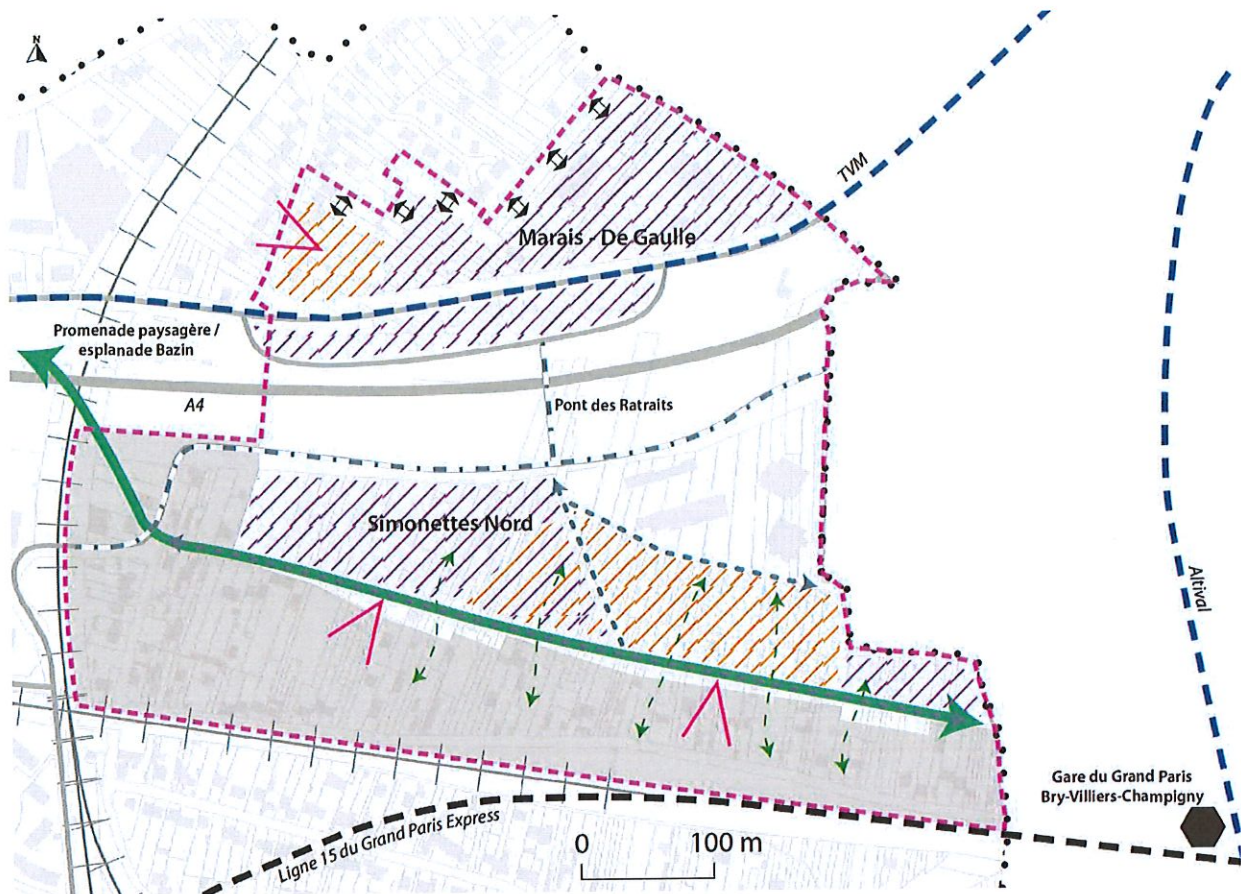 N
TVM
Marais - De Gaulle
Promenade paysagère /
esplanade Bazin
A4
Pont des Ratraits
Simonettes Nord
Altival
Gare du Grand Paris
Bry-Villiers-Champigny
Ligne 15 du Grand Paris Express
0 100 m